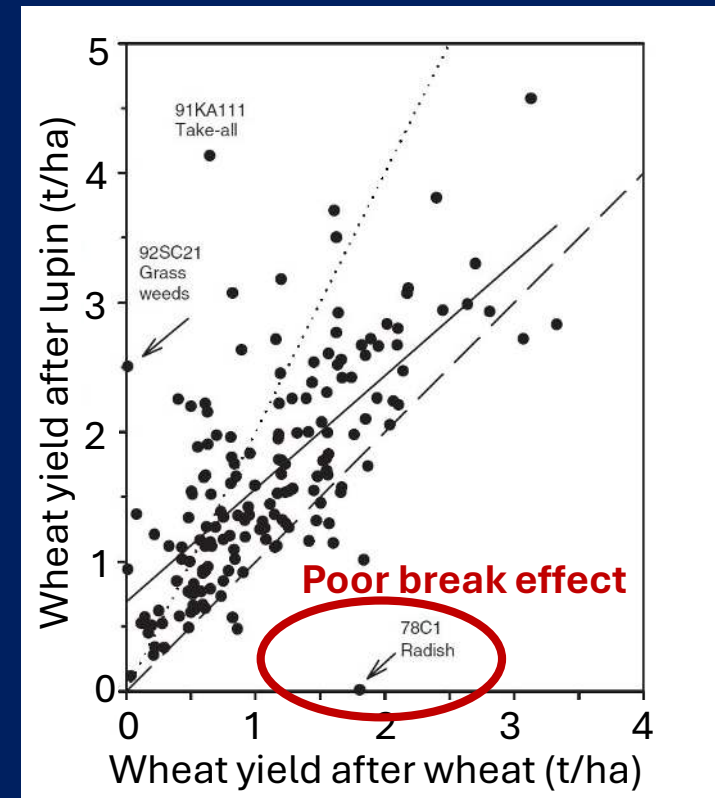 Wheat yield after lupin (t/ha)
5
4
3
2
1
0
91KA111
Take-all
92SC21
Grass
weeds
Poor break effect
78C1
Radish
0 1 2 3 4
Wheat yield after wheat (t/ha)